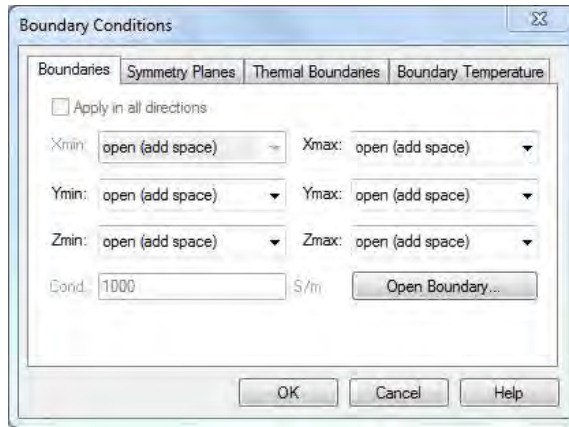 Boundary Conditions
Boundaries Symmetry Planes Thermal Boundaries Boundary Temperature
Apply in all directions
Xmin: open (add space) Xmax: open (add space)
Ymin: open (add space) Ymax: open (add space)
Zmin: open (add space) Zmax: open (add space)
Cond.: 1000 S/m Open Boundary...
OK Cancel Help